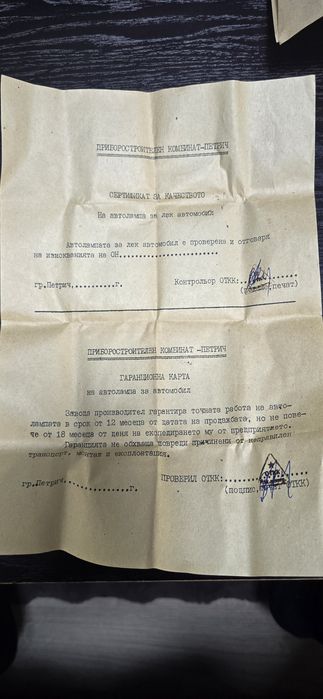 ПРИБОРОСТРОИТЕЛЕН КОМБИНАТ-ПЕТРИЧ
СЕРТИФИКАТ ЗА КАЧЕСТВОТО
На автолампа за лек автомобил
Автолампата за лек автомобил е проверена и отговаря
на изискванията на ОН........................
гр.Петрич,..........г. Контрольор ОТКК:
печат)
ПРИБОРОСТРОИТЕЛЕН КОМБИНАТ -ПЕТРИЧ
ГАРАНЦИОННА КАРТА
на автолампа за автомобил
Завода производител гарантира точната работа на авто-
лампата в срок от 12 месеца от датата на продажбата, но не пове-
че от 18 месеца от деня на експедирането му от предприятието.
Гаранцията не обхваща повреди причинени от неправилен
транспорт, монтаж и експлоатация.
гр.Петрич...............г. ПРОВЕРИЛ ОТКК:
(подпис, ОТКК)